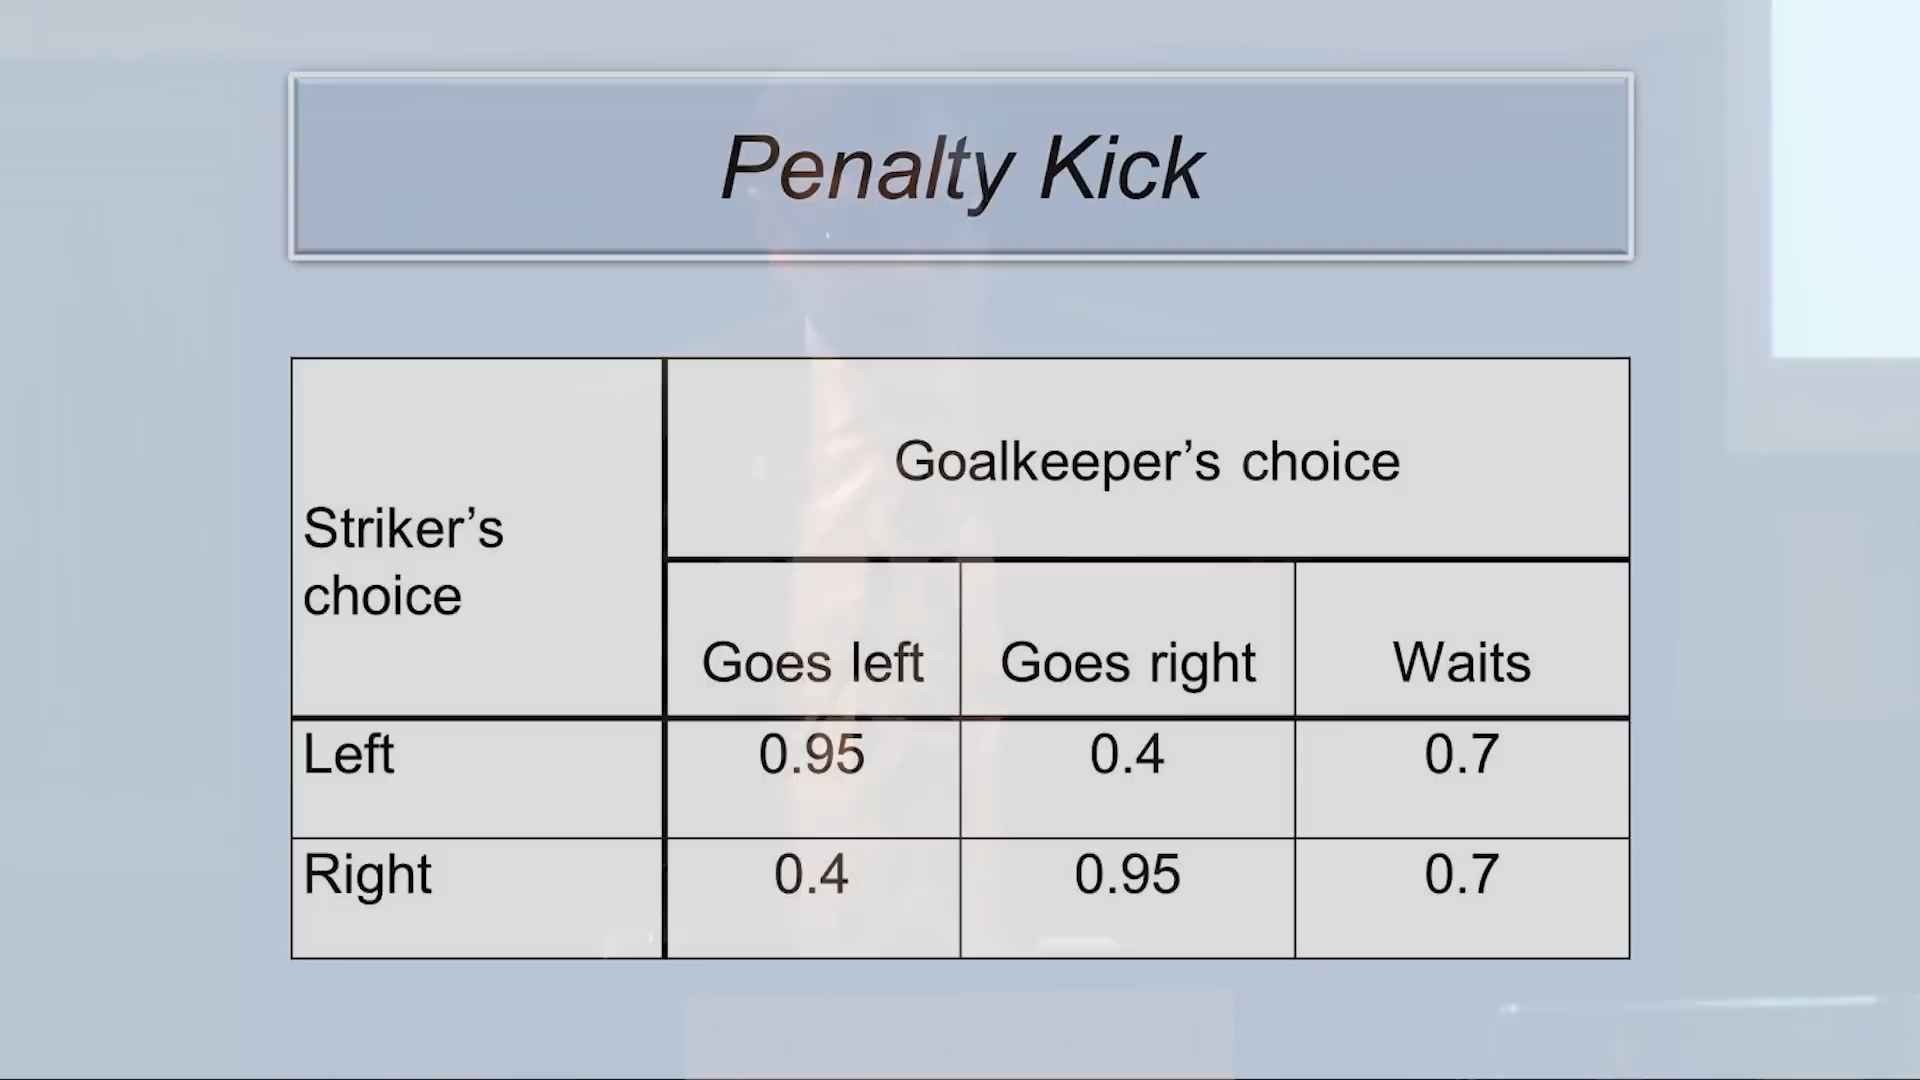 Penalty Kick
Striker’s
choice
Goalkeeper’s choice
Goes left Goes right Waits
Left 0.95 0.4 0.7
Right 0.4 0.95 0.7